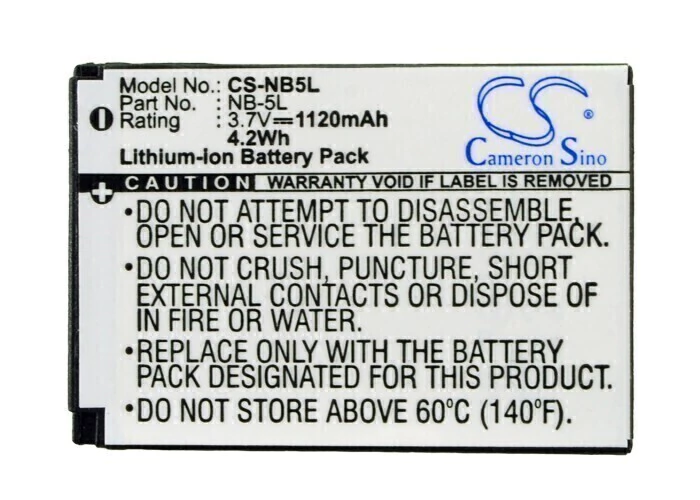 Model No.: CS-NB5L
Part No. : NB-5L
Rating : 3.7V⎓1120mAh
4.2Wh
Lithium-ion Battery Pack
CS
Cameron Sino
CAUTION WARRANTY VOID IF LABEL IS REMOVED
•DO NOT ATTEMPT TO DISASSEMBLE,
OPEN OR SERVICE THE BATTERY PACK.
•DO NOT CRUSH, PUNCTURE, SHORT
EXTERNAL CONTACTS OR DISPOSE OF IN
FIRE OR WATER.
•REPLACE ONLY WITH THE BATTERY
PACK DESIGNATED FOR THIS EQUIPMENT.
•DO NOT STORE ABOVE 60°C (140°F).